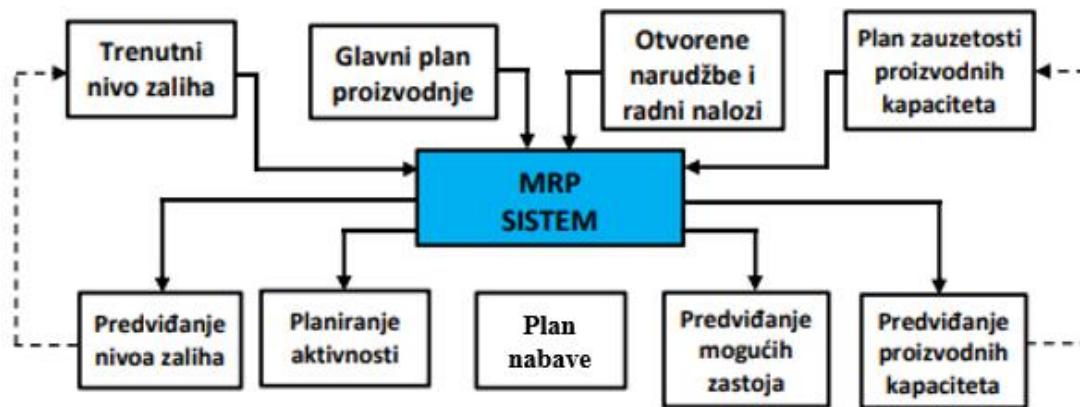 Trenutni
nivo zaliha
Glavni plan
proizvodnje
Otvorene
narudžbe i
radni nalozi
Plan zauzetosti
proizvodnih
kapaciteta
MRP
SISTEM
Predviđanje
nivoa zaliha
Planiranje
aktivnosti
Plan
nabave
Predviđanje
mogućih
zastoja
Predviđanje
proizvodnih
kapaciteta